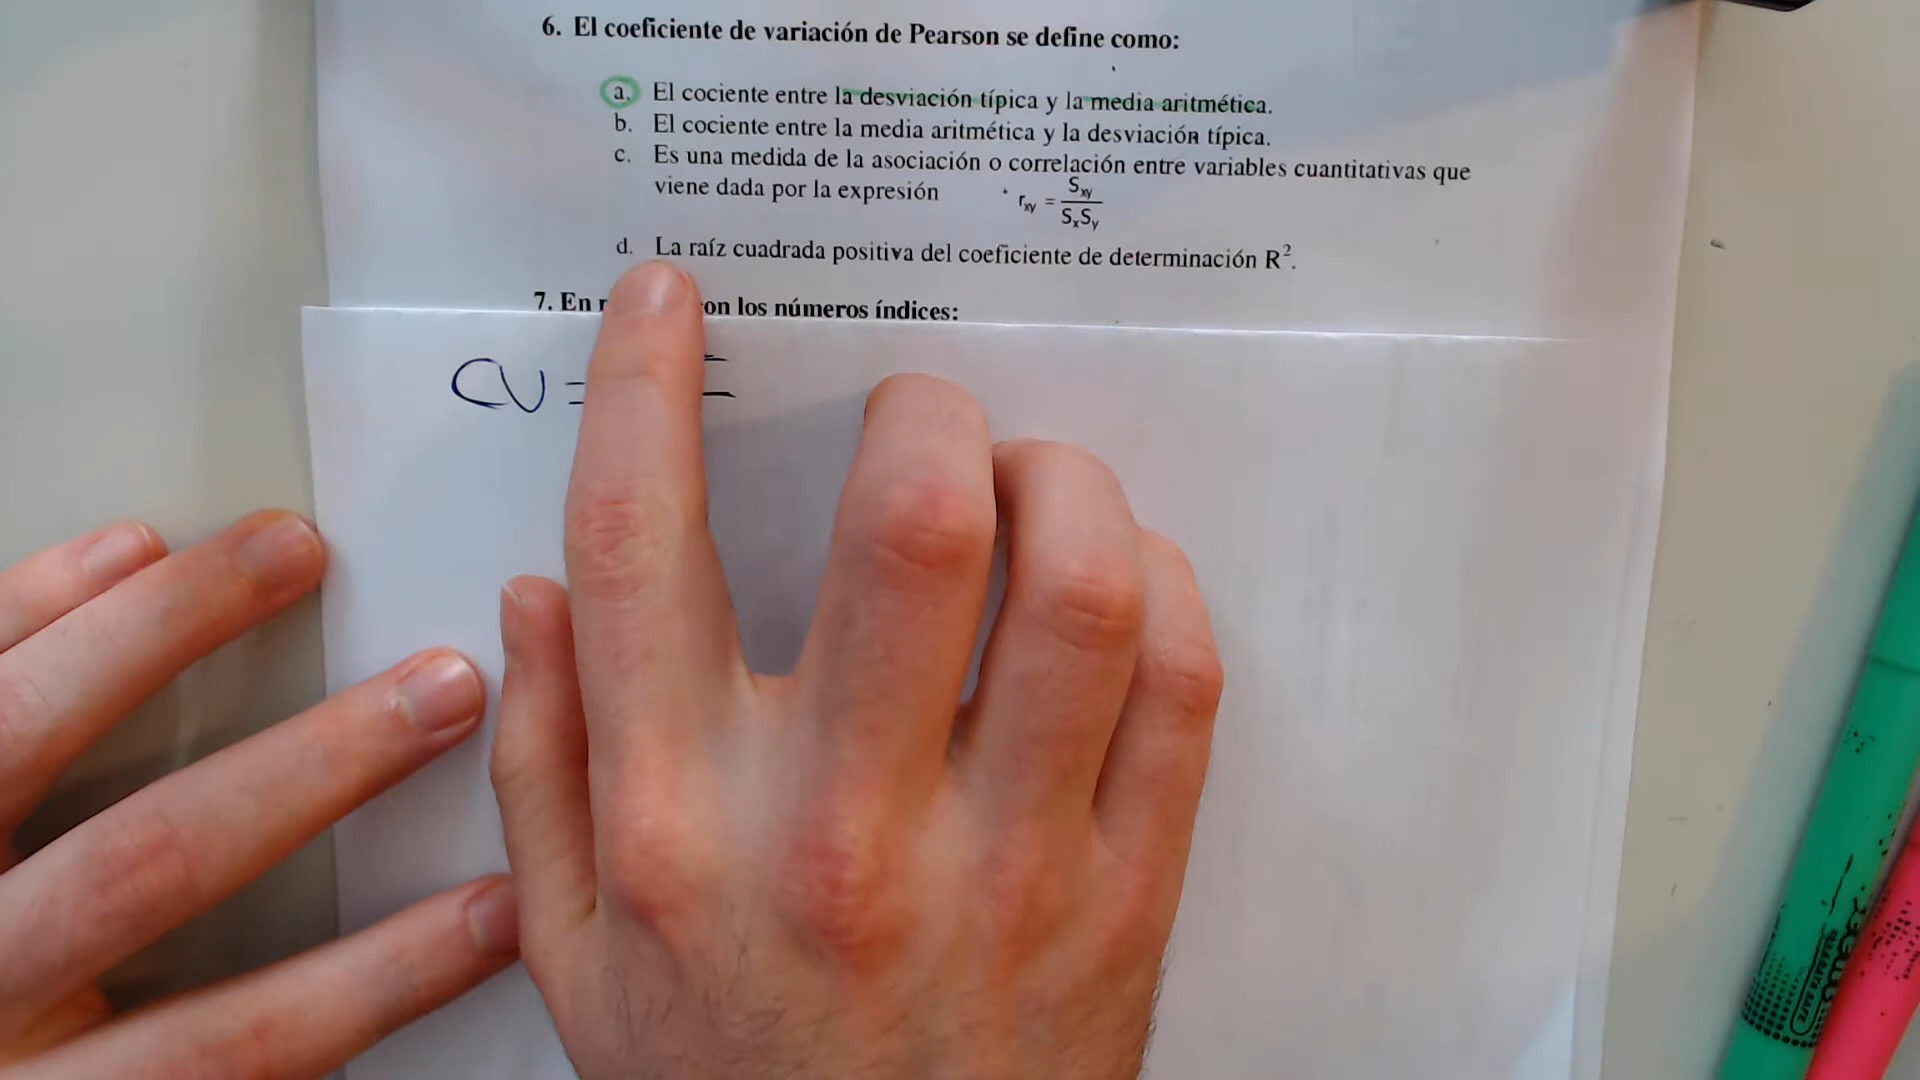 6. El coeficiente de variación de Pearson se define como:
a. El cociente entre la desviación típica y la media aritmética.
b. El cociente entre la media aritmética y la desviación típica.
c. Es una medida de la asociación o correlación entre variables cuantitativas que
viene dada por la expresión r_xy = S_xy / S_xS_y
d. La raíz cuadrada positiva del coeficiente de determinación R².
7. En on los números índices:
CV =